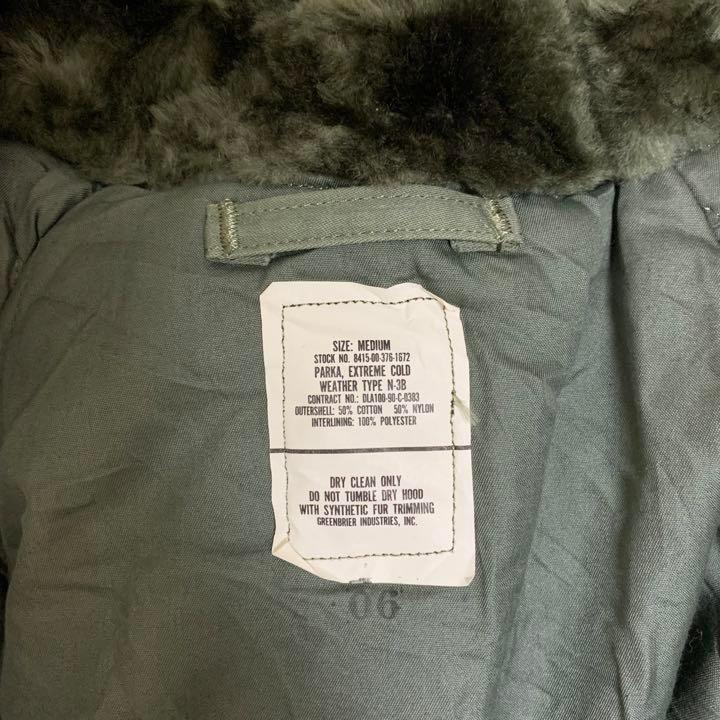 SIZE: MEDIUM
STOCK NO. 8415-00-376-1672
PARKA, EXTREME COLD
WEATHER TYPE N-3B
CONTRACT NO.: DLA100-90-C-0383
OUTERSHELL: 50% COTTON 50% NYLON
INTERLINING: 100% POLYESTER
DRY CLEAN ONLY
DO NOT TUMBLE DRY HOOD
WITH SYNTHETIC FUR TRIMMING
GREENBRIER INDUSTRIES, INC.